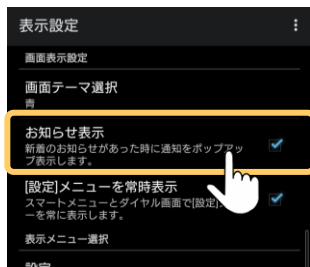 表示設定
画面表示設定
画面テーマ選択
青
お知らせ表示
新着のお知らせがあった時に通知をポップアッ
プ表示します。
[設定]メニューを常時表示
スマートメニューとダイヤル画面で[設定]
ーを常に表示します。
表示メニュー選択